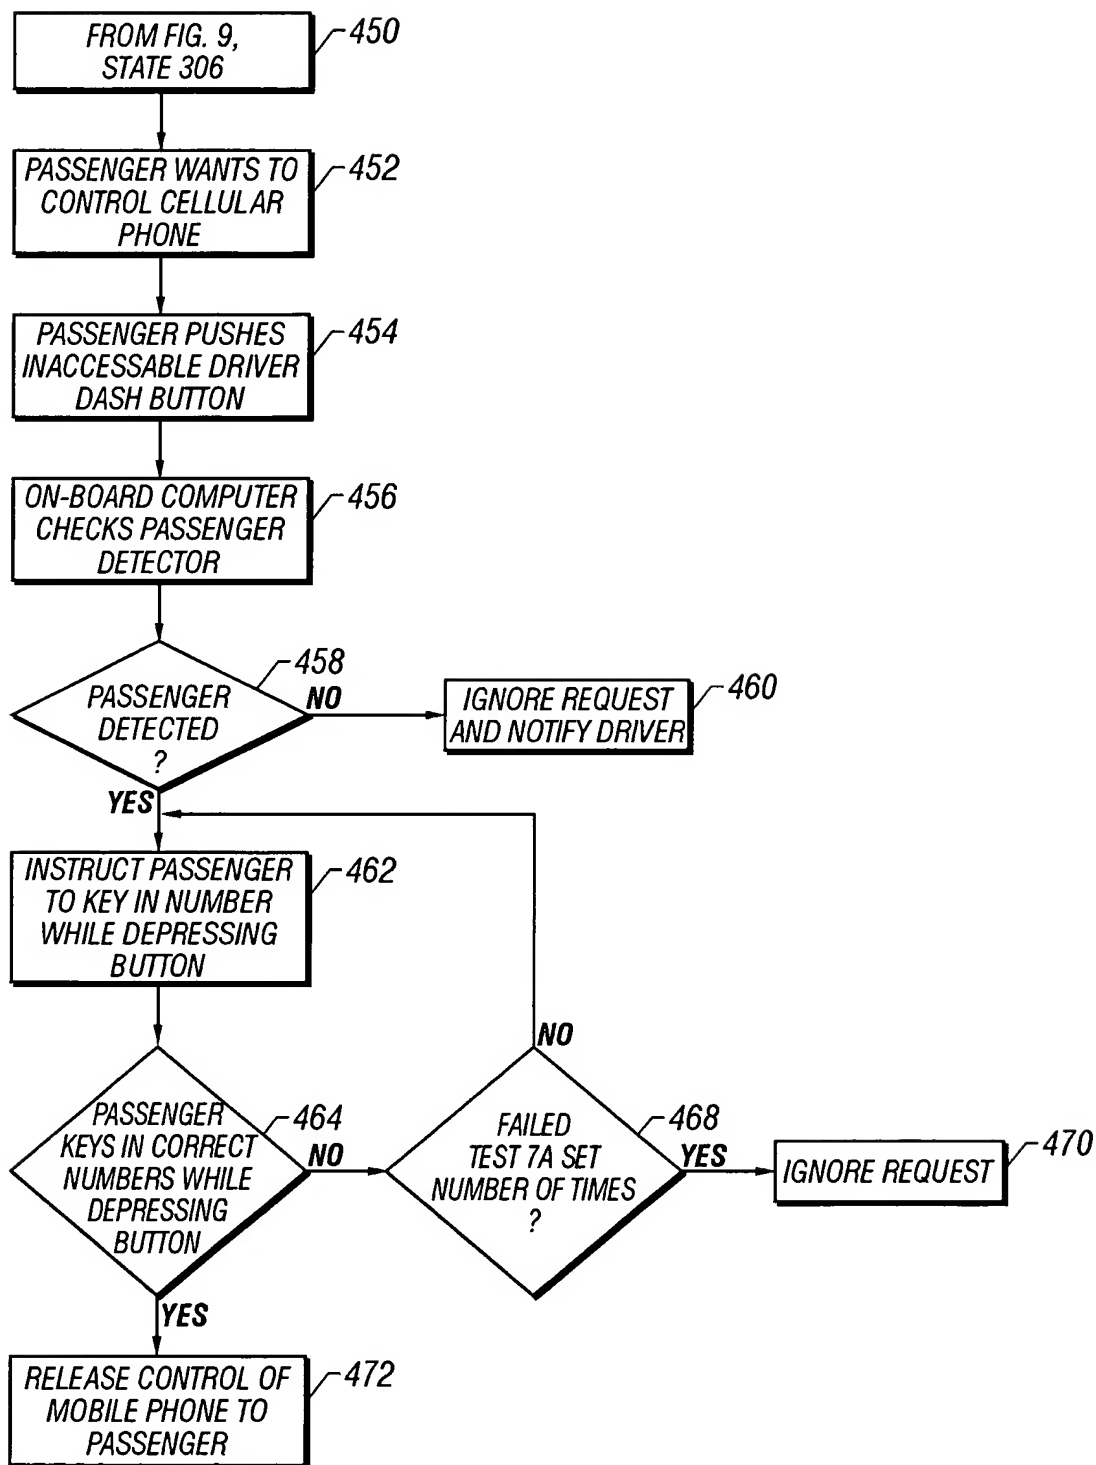 FROM FIG. 9,
STATE 306
450
PASSENGER WANTS TO
CONTROL CELLULAR
PHONE
452
PASSENGER PUSHES
INACCESSABLE DRIVER
DASH BUTTON
454
ON-BOARD COMPUTER
CHECKS PASSENGER
DETECTOR
456
PASSENGER
DETECTED
?
458
NO
IGNORE REQUEST
AND NOTIFY DRIVER
460
YES
INSTRUCT PASSENGER
TO KEY IN NUMBER
WHILE DEPRESSING
BUTTON
462
PASSENGER
KEYS IN CORRECT
NUMBERS WHILE
DEPRESSING
BUTTON
464
NO
NO
FAILED
TEST 7A SET
NUMBER OF TIMES
?
468
YES
IGNORE REQUEST
470
YES
RELEASE CONTROL OF
MOBILE PHONE TO
PASSENGER
472